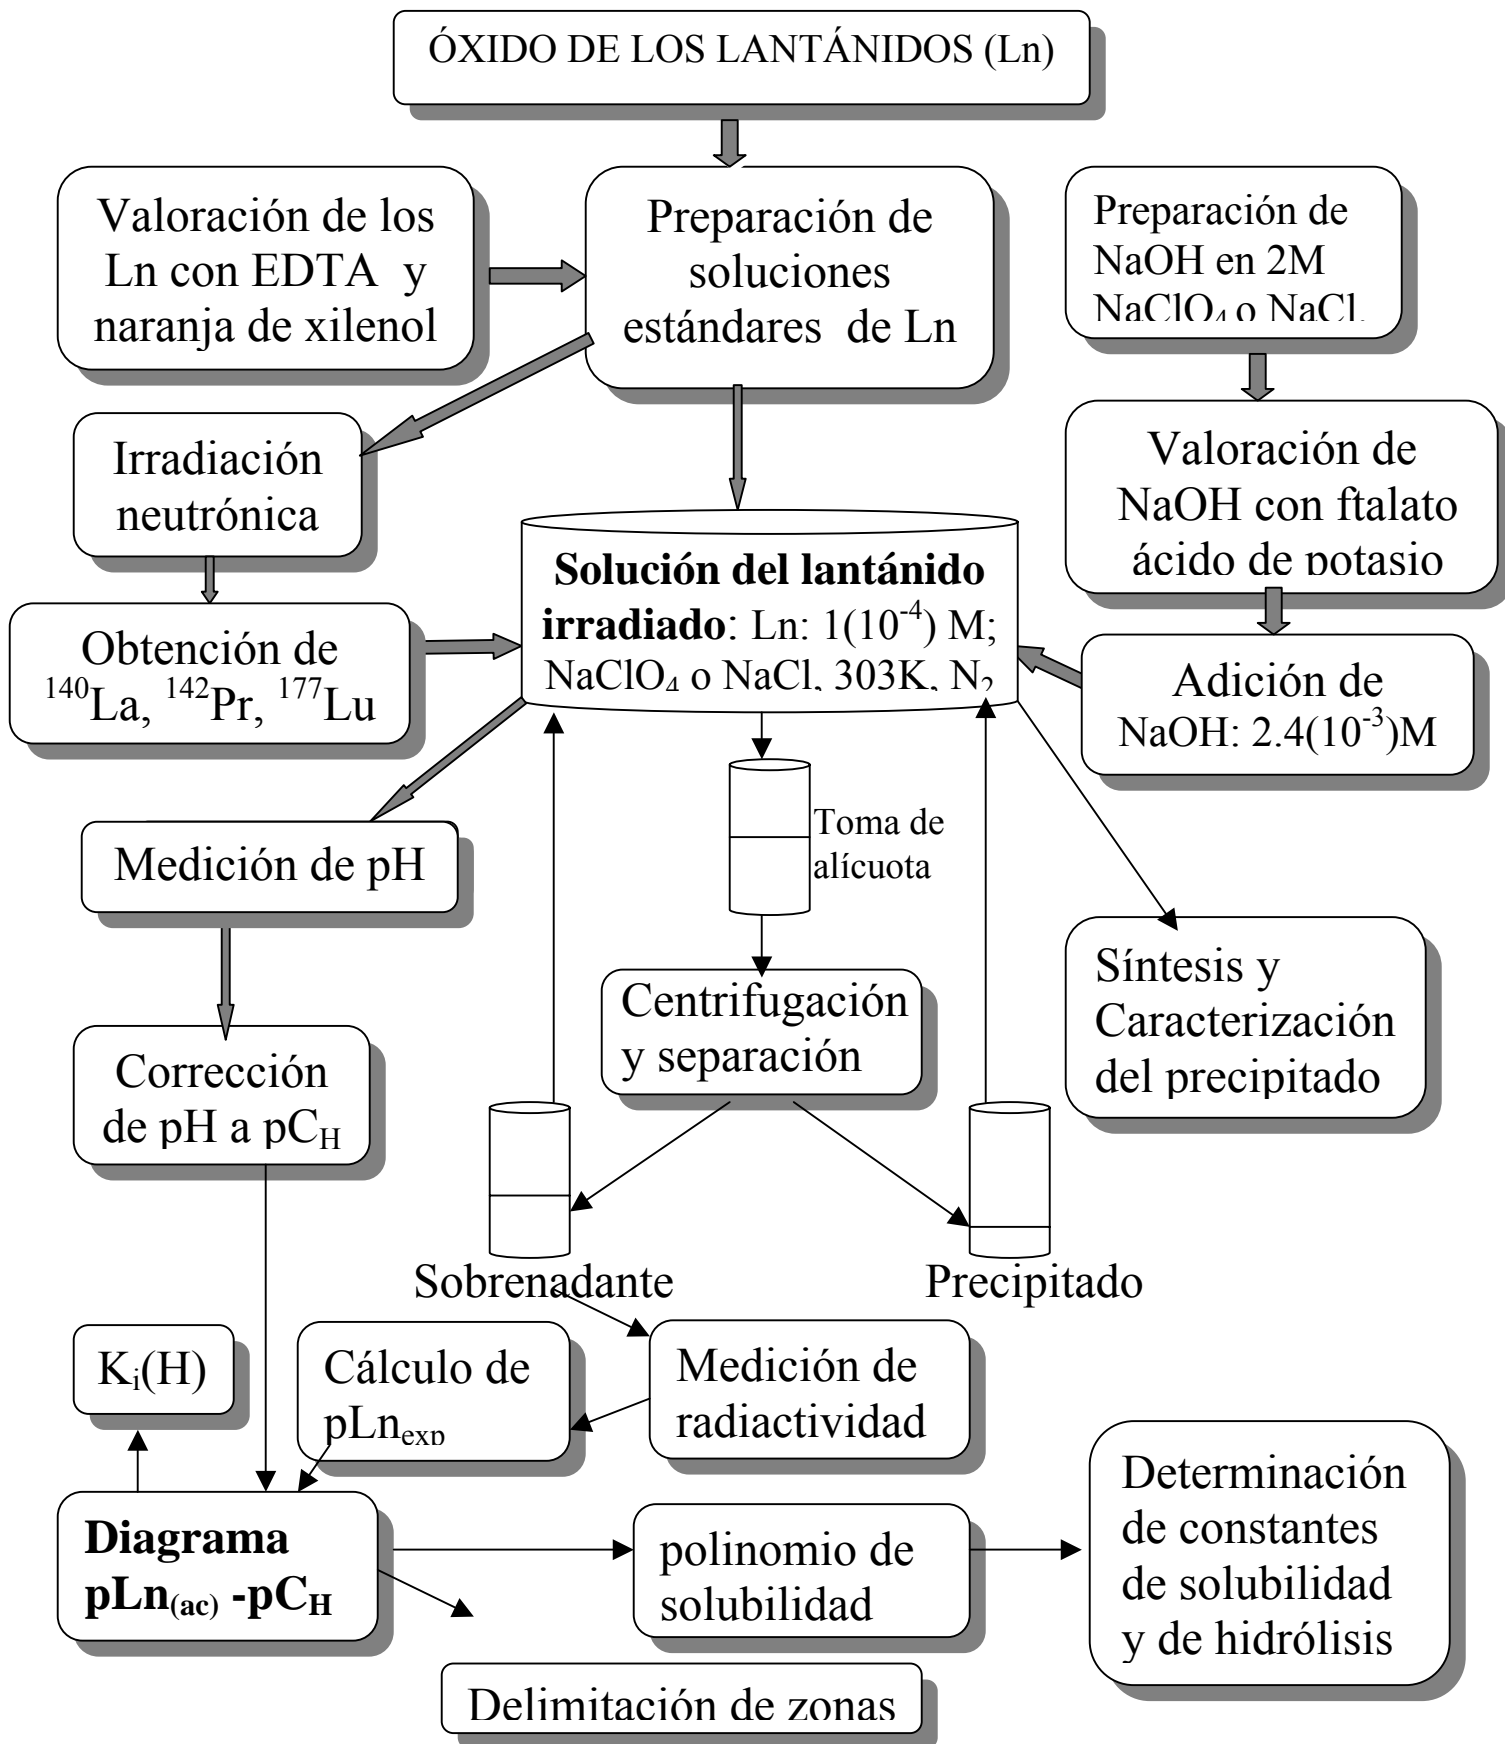 ÓXIDO DE LOS LANTÁNIDOS (Ln)
Valoración de los
Ln con EDTA y
naranja de xilenol
Preparación de
soluciones
estándares de Ln
Preparación de
NaOH en 2M
NaClO₄ o NaCl.
Irradiación
neutrónica
Valoración de
NaOH con ftalato
ácido de potasio
Obtención de
¹⁴⁰La, ¹⁴²Pr, ¹⁷⁷Lu
Solución del lantánido
irradiado: Ln: 1(10⁻⁴) M;
NaClO₄ o NaCl, 303K, N₂
Adición de
NaOH: 2.4(10⁻³)M
Medición de pH
Toma de
alícuota
Corrección
de pH a pC_H
Centrifugación
y separación
Síntesis y
Caracterización
del precipitado
Sobrenadante
Precipitado
K_i(H)
Cálculo de
pLn_exp
Medición de
radiactividad
Diagrama
pLn₍ac₎ -pC_H
polinomio de
solubilidad
Determinación
de constantes
de solubilidad
y de hidrólisis
Delimitación de zonas